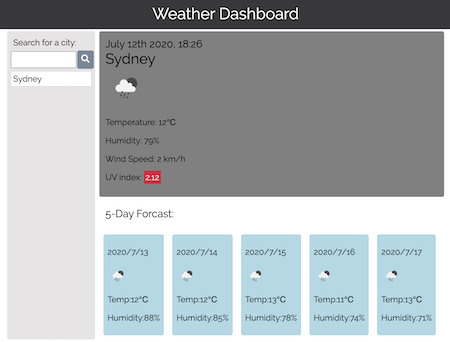 Weather Dashboard
Search for a city:
Sydney
July 12th 2020, 18:26
Sydney
Temperature: 12°C
Humidity: 79%
Wind Speed: 2 km/h
UV index: 2.12
5-Day Forcast:
2020/7/13
Temp:12°C
Humidity:88%
2020/7/14
Temp:12°C
Humidity:85%
2020/7/15
Temp:13°C
Humidity:78%
2020/7/16
Temp:11°C
Humidity:74%
2020/7/17
Temp:13°C
Humidity:71%